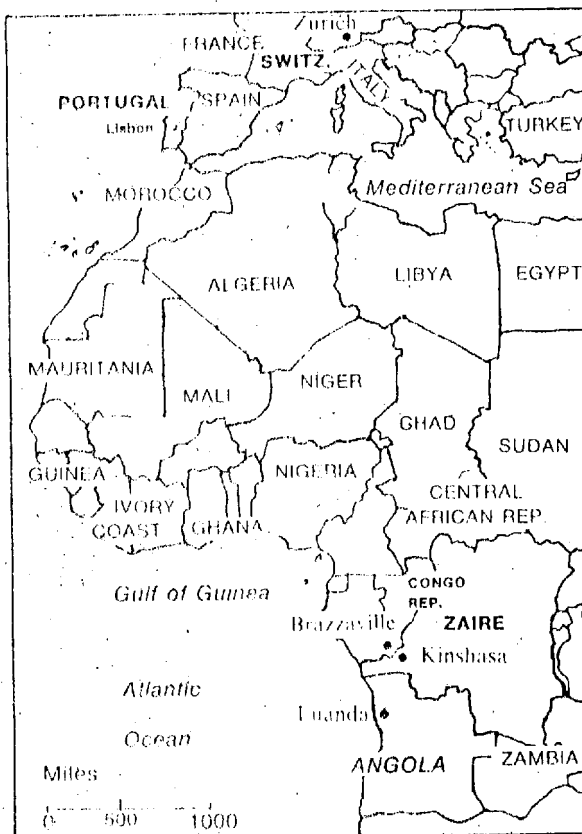 Zurich
FRANCE
SWITZ.
ITALY
PORTUGAL
SPAIN
Lisbon
TURKEY
MOROCCO
Mediterranean Sea
ALGERIA
LIBYA
EGYPT
MAURITANIA
MALI
NIGER
GHAD
SUDAN
GUINEA
NIGERIA
IVORY
COAST
GHANA
CENTRAL
AFRICAN REP.
Gulf of Guinea
CONGO
REP.
Brazzaville
ZAIRE
Kinshasa
Atlantic
Ocean
Luanda
ANGOLA
ZAMBIA
Miles
0 500 1000